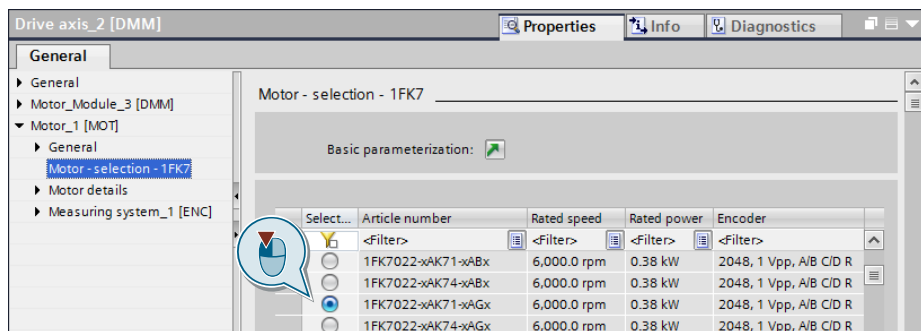 Drive axis_2 [DMM]
Properties
Info
Diagnostics
General
General
Motor_Module_3 [DMM]
Motor_1 [MOT]
General
Motor - selection - 1FK7
Motor details
Measuring system_1 [ENC]
Motor - selection - 1FK7
Basic parameterization:
Select... Article number Rated speed Rated power Encoder
<Filter> <Filter> <Filter> <Filter>
1FK7022-xAK71-xABx 6,000.0 rpm 0.38 kW 2048, 1 Vpp, A/B C/D R
1FK7022-xAK74-xABx 6,000.0 rpm 0.38 kW 2048, 1 Vpp, A/B C/D R
1FK7022-xAK71-xAGx 6,000.0 rpm 0.38 kW 2048, 1 Vpp, A/B C/D R
1FK7022-xAK74-xAGx 6,000.0 rpm 0.38 kW 2048, 1 Vpp, A/B C/D R